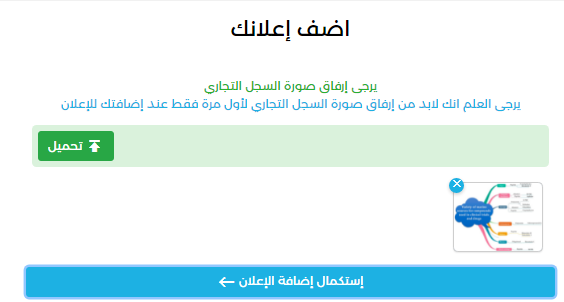 اضف إعلانك
يرجى إرفاق صورة السجل التجاري
يرجى العلم انك لابد من إرفاق صورة السجل التجاري لأول مرة فقط عند إضافتك للإعلان
تحميل
إستكمال إضافة الإعلان